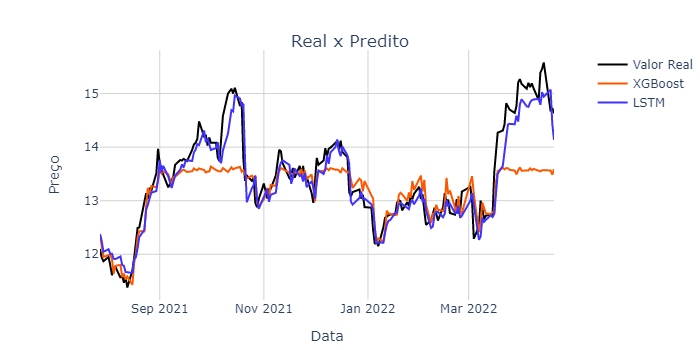 Real x Predito
Valor Real
XGBoost
LSTM
Preço
15
14
13
12
Sep 2021
Nov 2021
Jan 2022
Mar 2022
Data